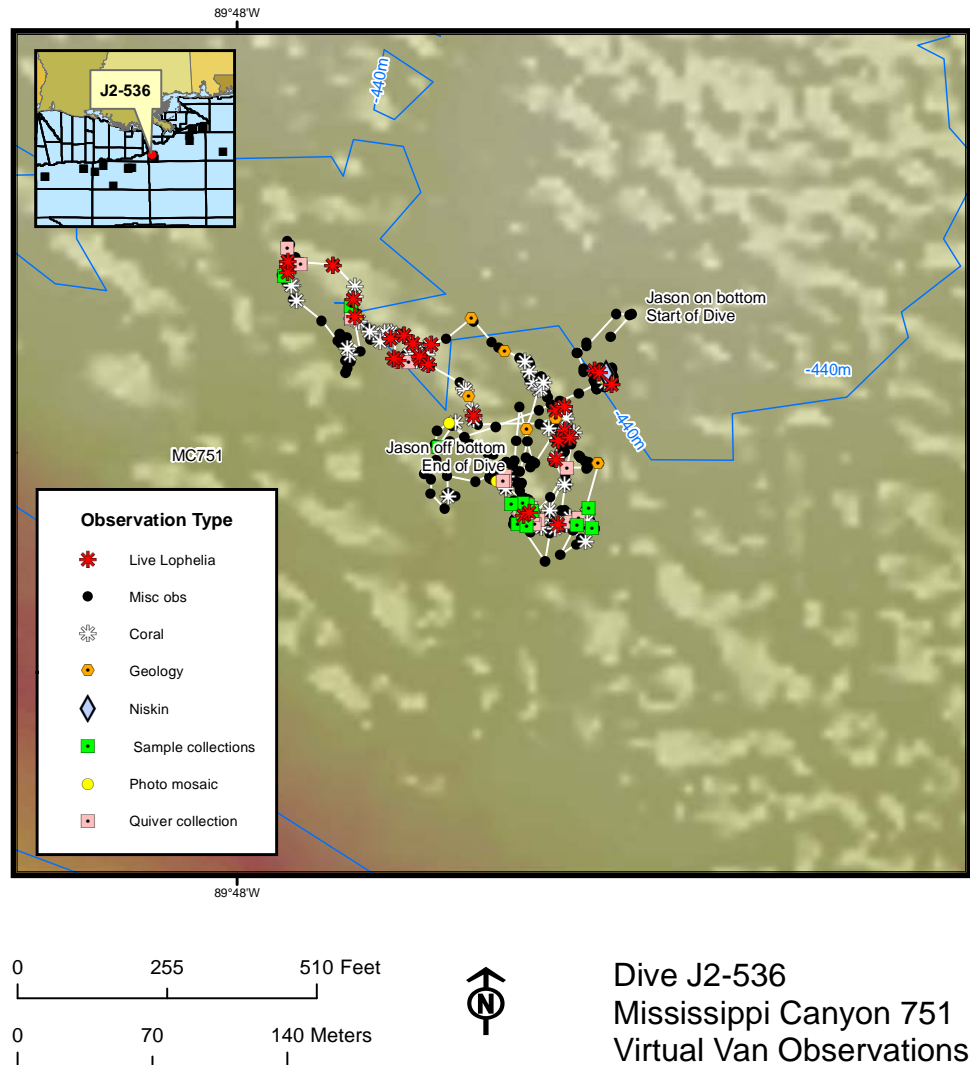 89°48'W
-440m
J2-536
Jason on bottom
Start of Dive
-440m
-440m
Jason off bottom
End of Dive
MC751
Observation Type
Live Lophelia
Misc obs
Coral
Geology
Niskin
Sample collections
Photo mosaic
Quiver collection
89°48'W
0 255 510 Feet
0 70 140 Meters
N
Dive J2-536
Mississippi Canyon 751
Virtual Van Observations